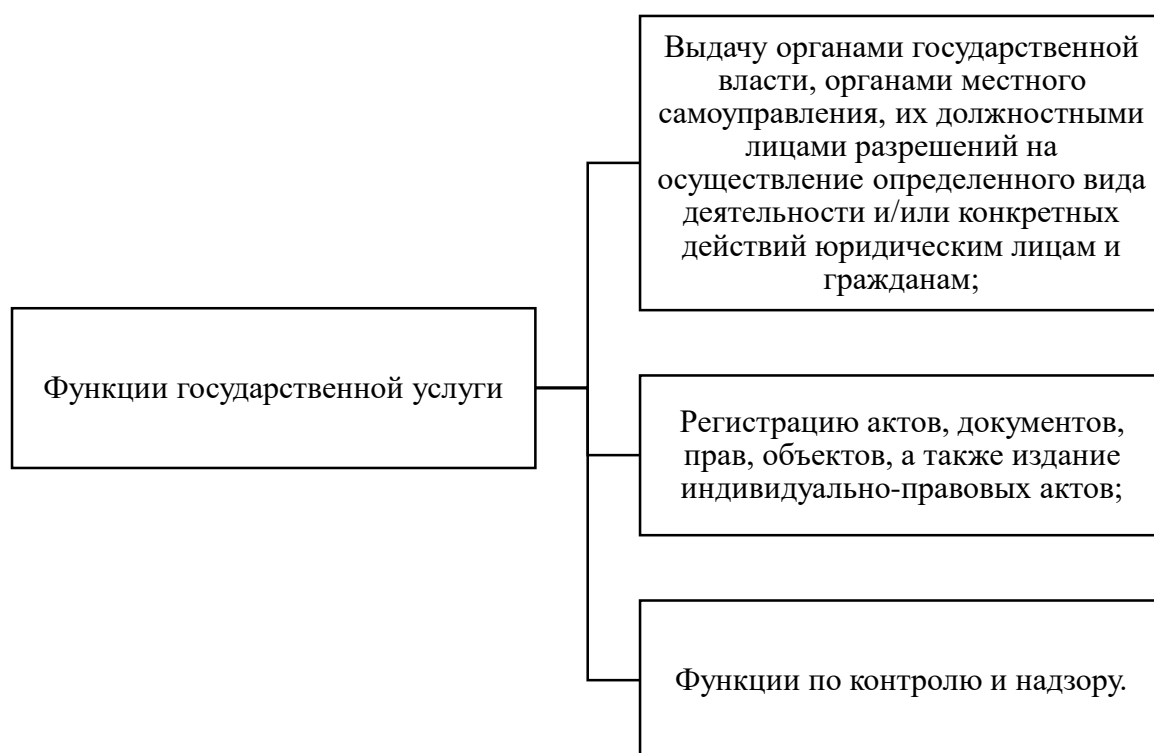 Выдачу органами государственной
власти, органами местного
самоуправления, их должностными
лицами разрешений на
осуществление определенного вида
деятельности и/или конкретных
действий юридическим лицам и
гражданам;
Функции государственной услуги
Регистрацию актов, документов,
прав, объектов, а также издание
индивидуально-правовых актов;
Функции по контролю и надзору.